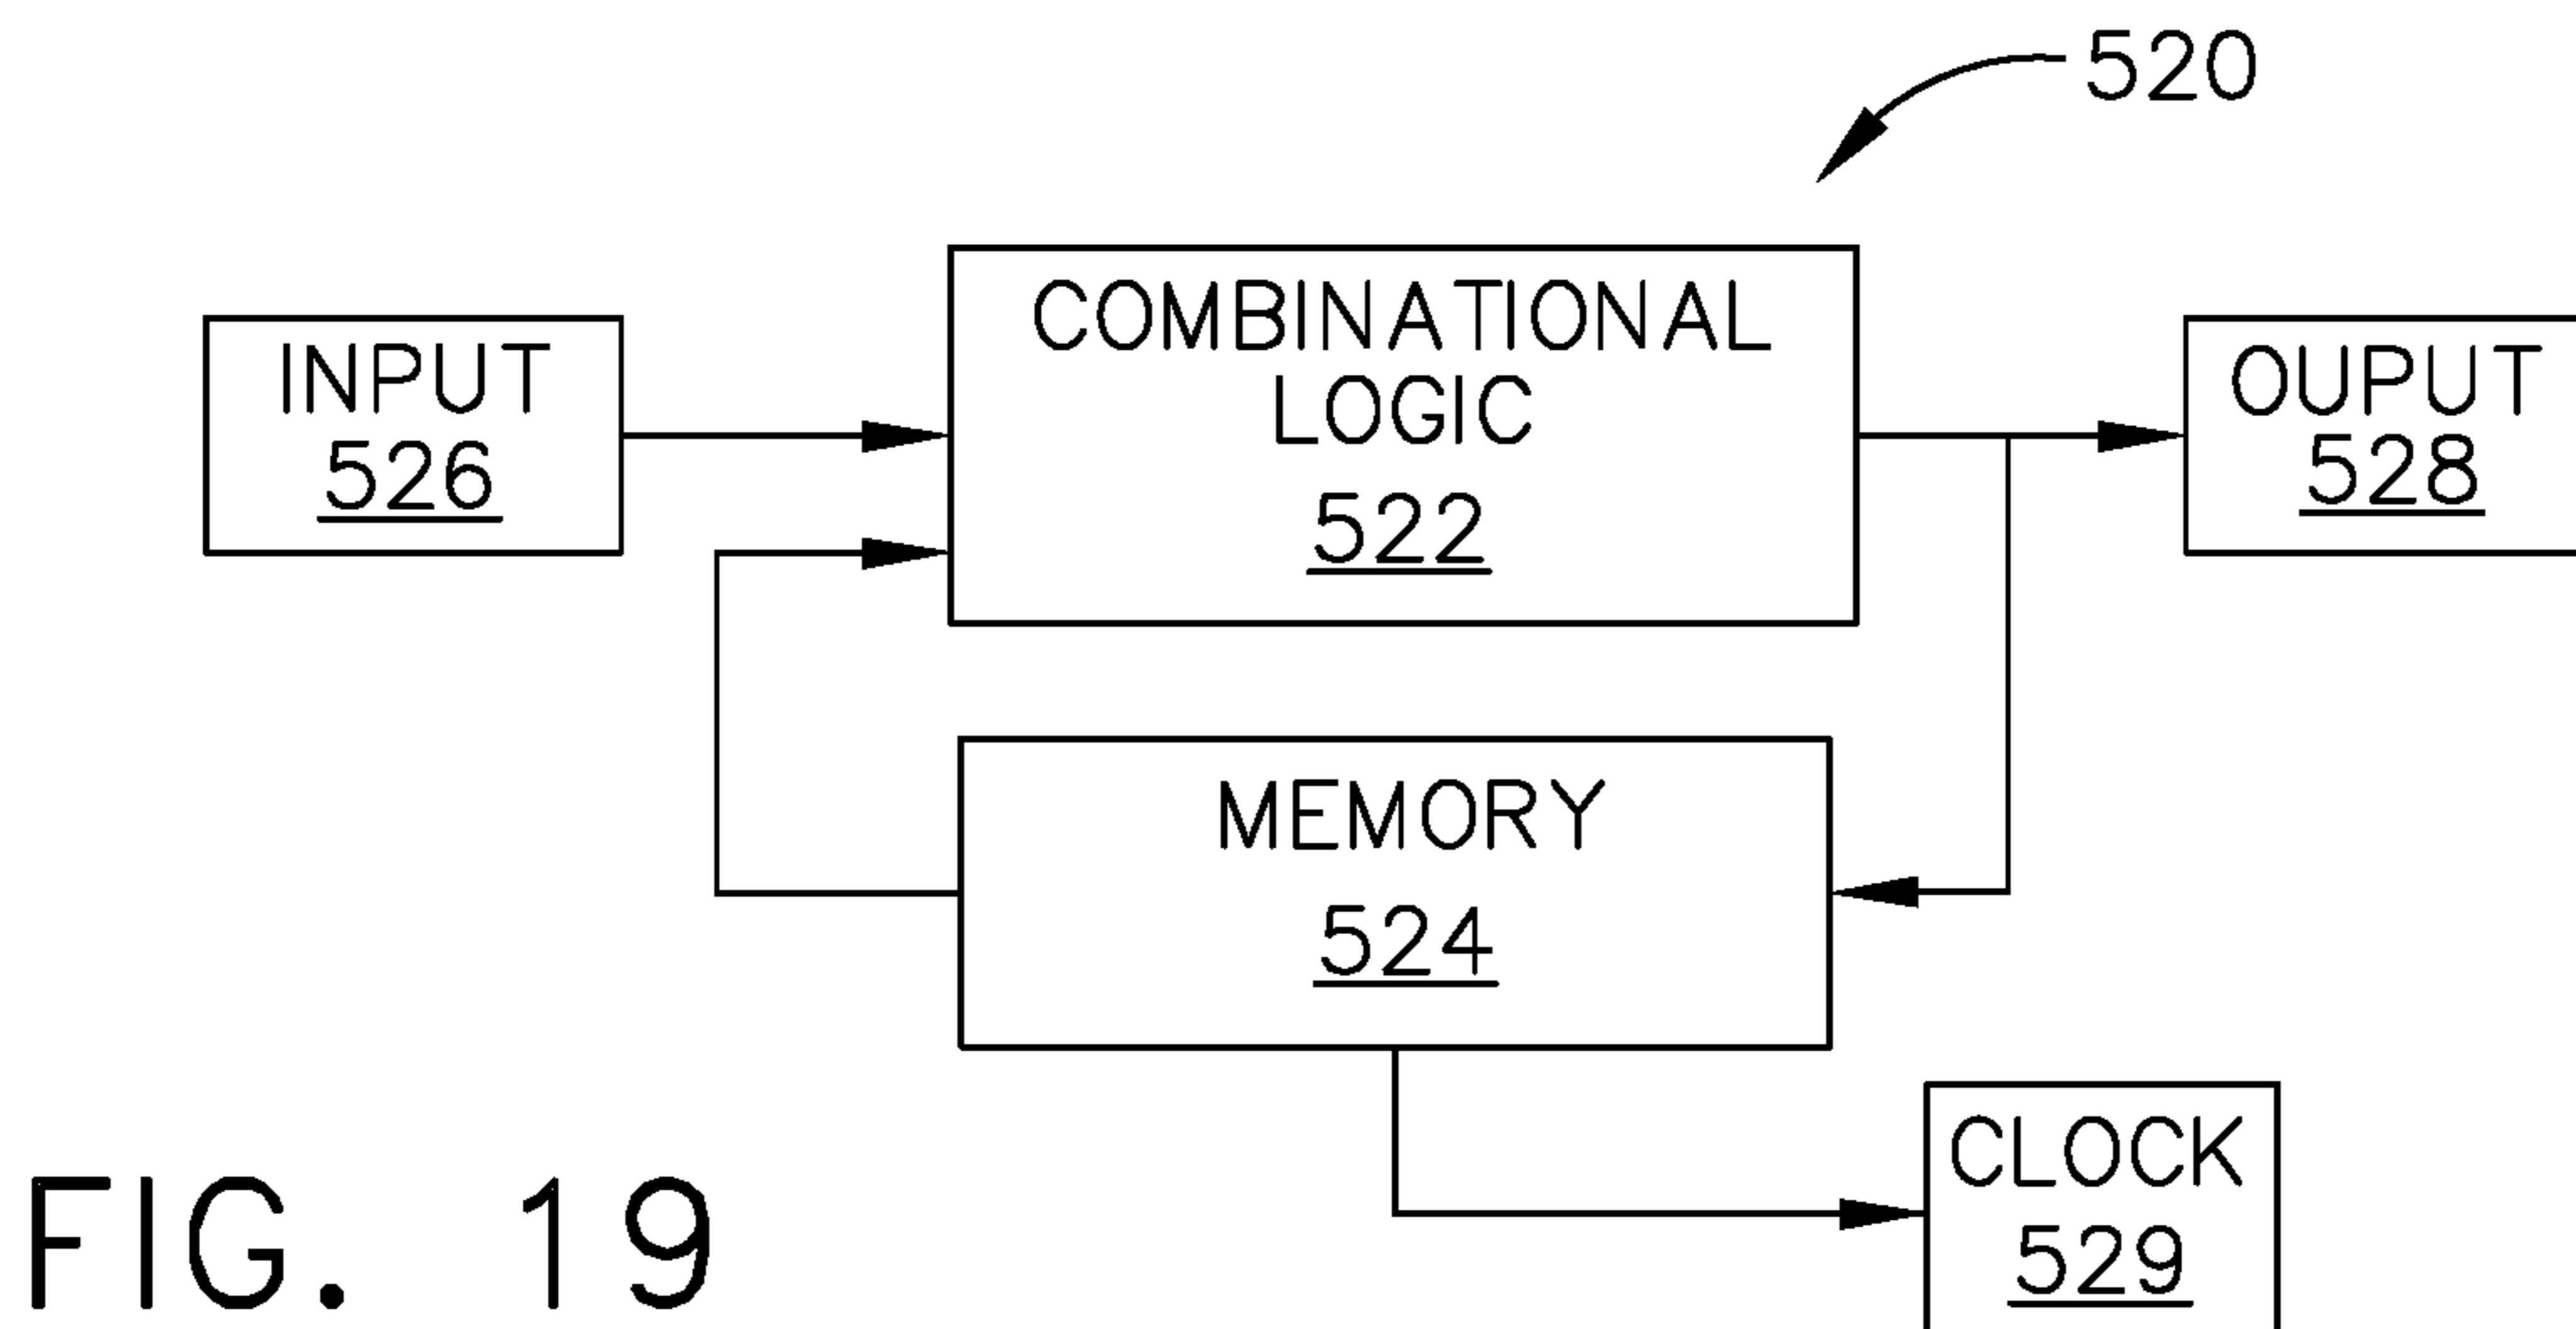 520
COMBINATIONAL
LOGIC
522
INPUT
526
OUPUT
528
MEMORY
524
CLOCK
529
FIG. 19